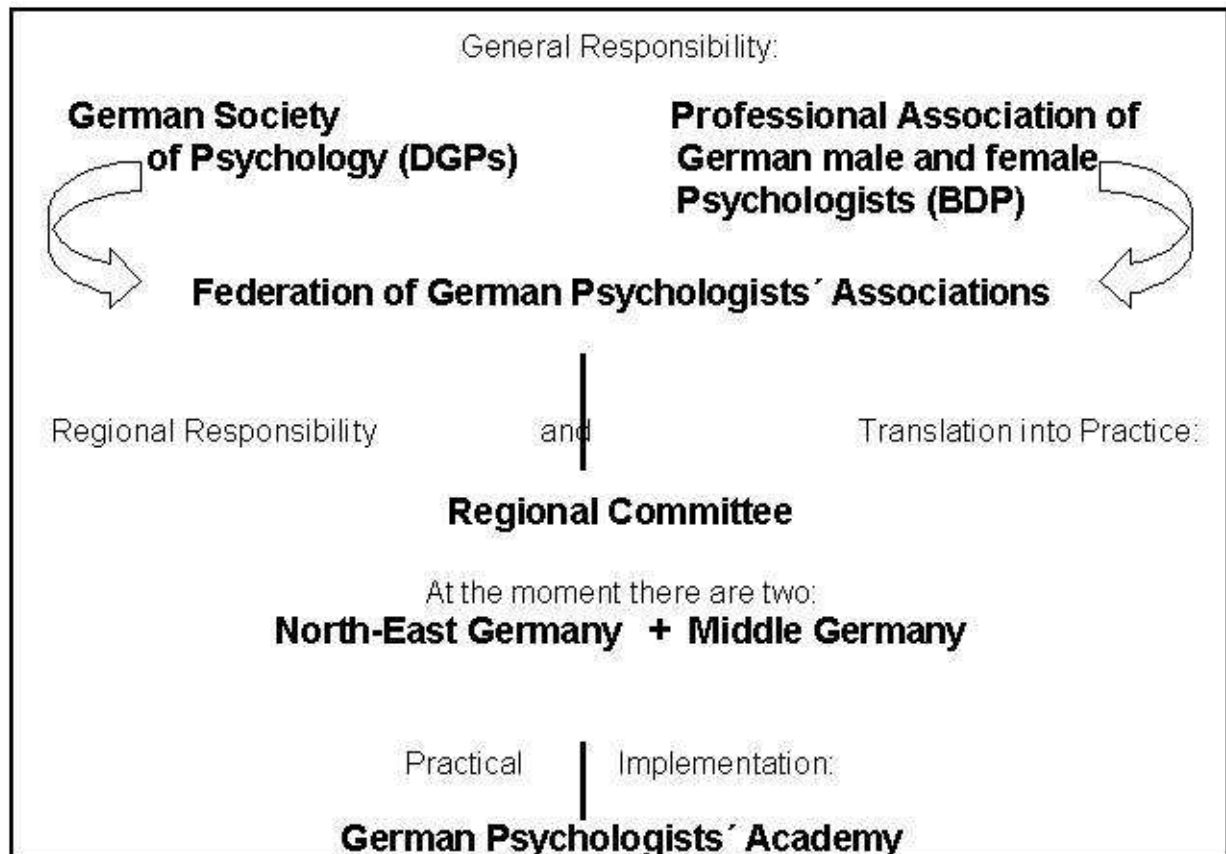 General Responsibility:
German Society
of Psychology (DGPs)
Professional Association of
German male and female
Psychologists (BDP)
Federation of German Psychologists´ Associations
Regional Responsibility and Translation into Practice:
Regional Committee
At the moment there are two:
North-East Germany + Middle Germany
Practical Implementation:
German Psychologists´ Academy